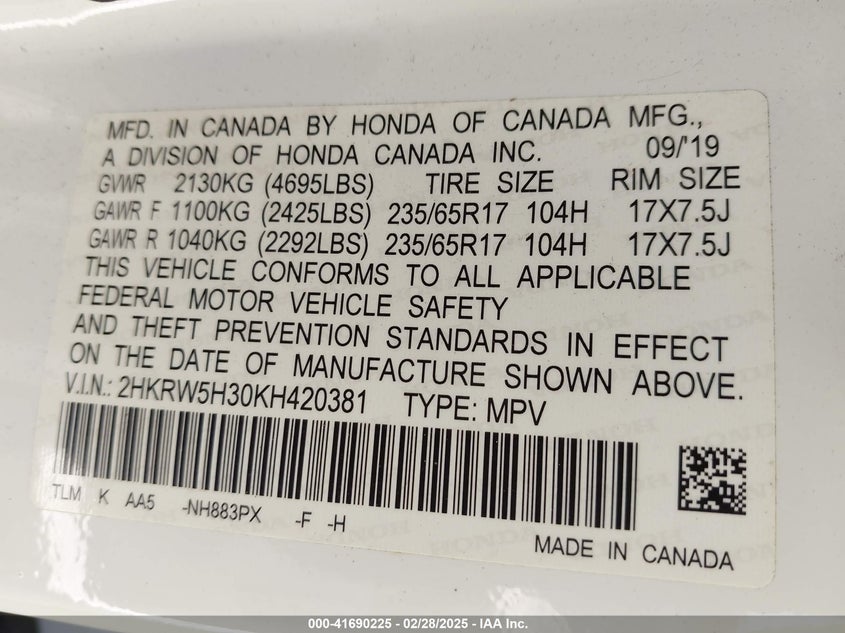 MFD. IN CANADA BY HONDA OF CANADA MFG.,
A DIVISION OF HONDA CANADA INC. 09/'19
GVWR 2130KG (4695LBS) TIRE SIZE RIM SIZE
GAWR F 1100KG (2425LBS) 235/65R17 104H 17X7.5J
GAWR R 1040KG (2292LBS) 235/65R17 104H 17X7.5J
THIS VEHICLE CONFORMS TO ALL APPLICABLE
FEDERAL MOTOR VEHICLE SAFETY
AND THEFT PREVENTION STANDARDS IN EFFECT
ON THE DATE OF MANUFACTURE SHOWN ABOVE.
V.I.N.: 2HKRW5H30KH420381 TYPE: MPV
TLM K AA5 -NH883PX -F -H
MADE IN CANADA
000-41690225 - 02/28/2025 - IAA Inc.